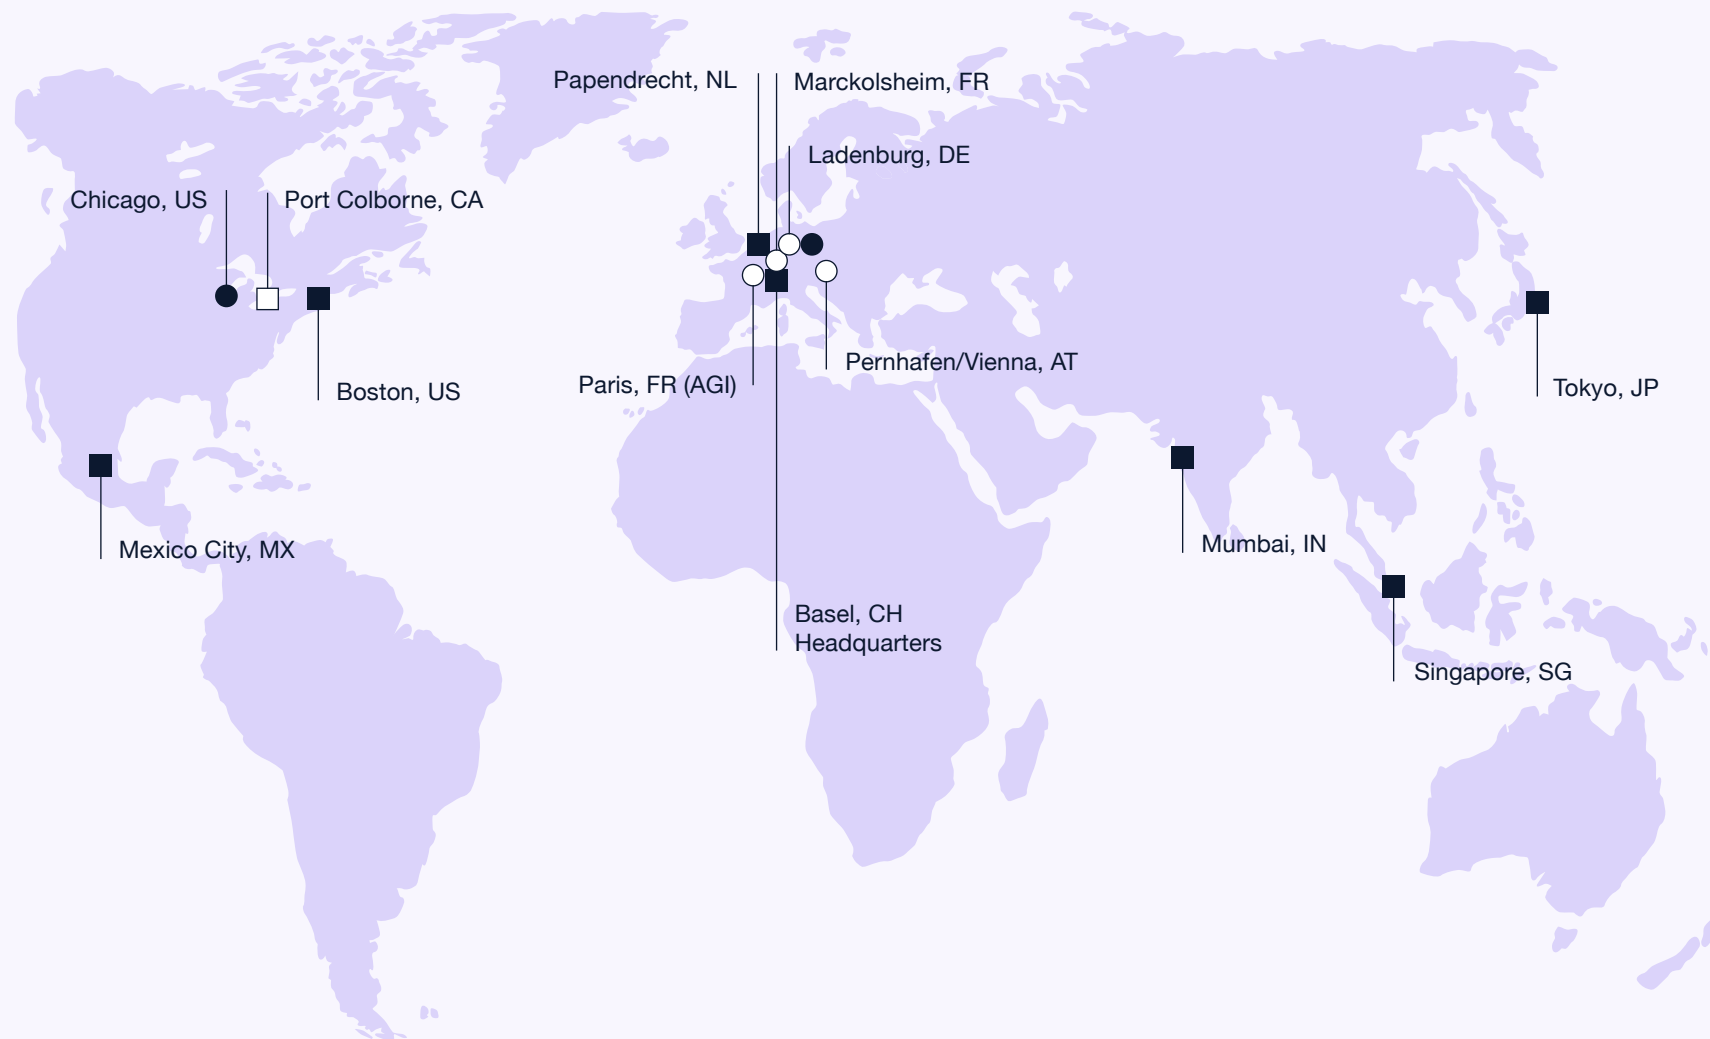 Papendrecht, NL
Marckolsheim, FR
Ladenburg, DE
Chicago, US
Port Colborne, CA
Boston, US
Paris, FR (AGI)
Pernhafen/Vienna, AT
Tokyo, JP
Mexico City, MX
Mumbai, IN
Basel, CH
Headquarters
Singapore, SG